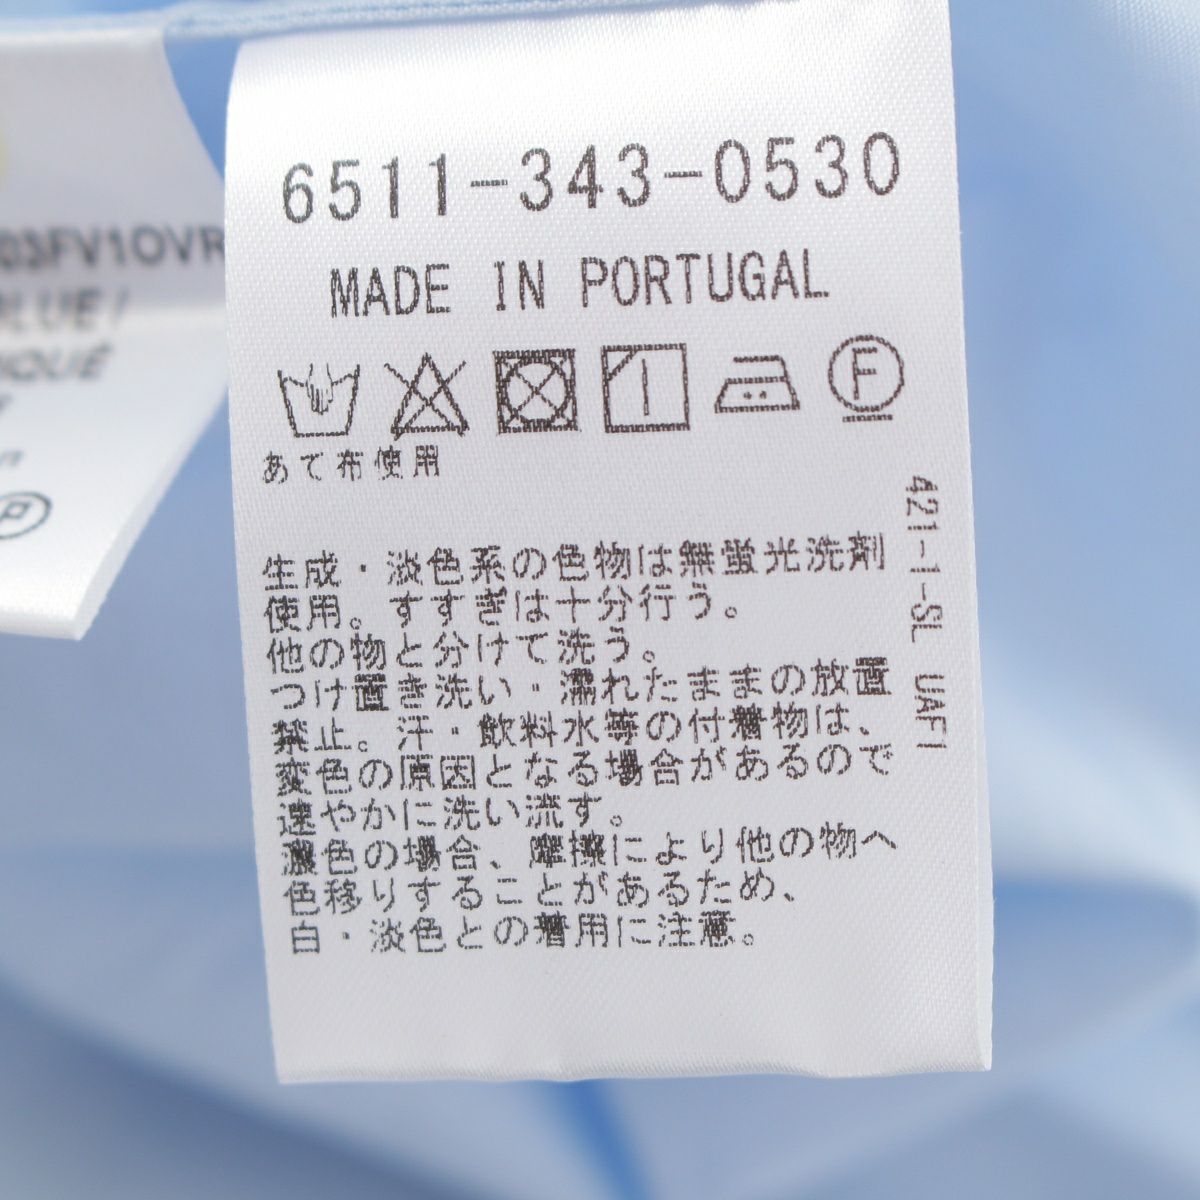 6511-343-0530
MADE IN PORTUGAL
F
あて布使用
生成・淡色系の色物は無蛍光洗剤
使用。すすぎは十分行う。
他の物と分けて洗う。
つけ置き洗い・濡れたままの放置
禁止。汗・飲料水等の付着物は、
変色の原因となる場合があるので
速やかに洗い流す。
濃色の場合、摩擦により他の物へ
色移りすることがあるため、
白・淡色との着用に注意。
421-1-SL UAF1
03FV10VR
BLUE/
P